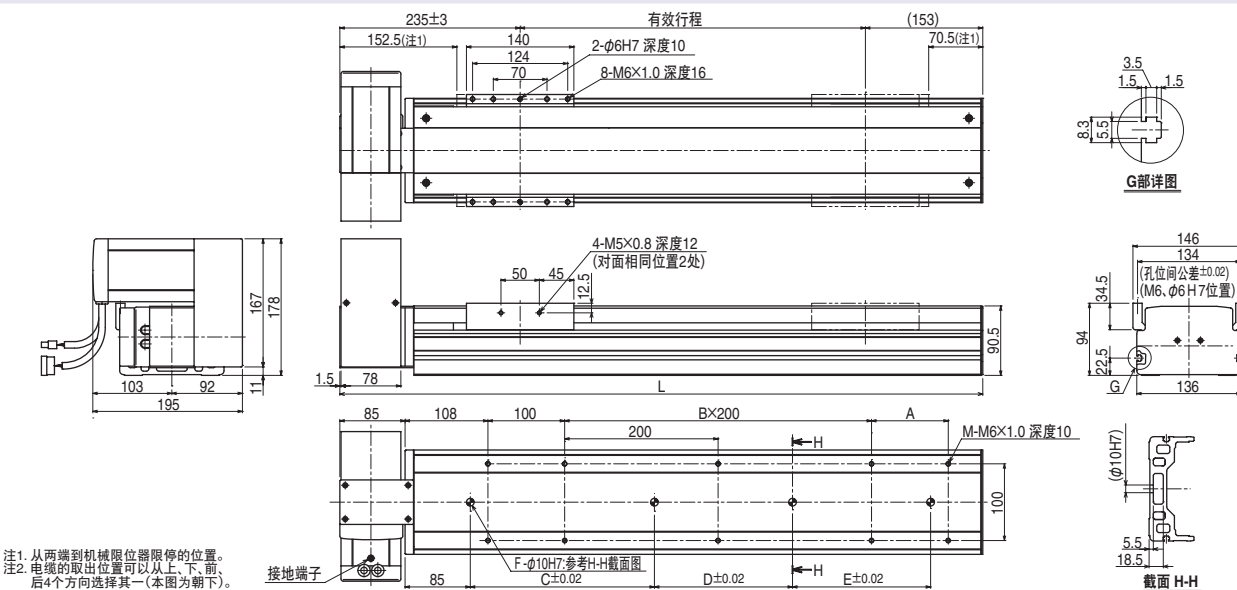 235±3
有效行程
(153)
152.5(注1)
140
2-φ6H7 深度10
70.5(注1)
124
8-M6×1.0 深度16
70
3.5
1.5
1.5
8.3
5.5
G部详图
4-M5×0.8 深度12
(对面相同位置2处)
50
45
12.5
167
178
90.5
103
92
11
195
1.5
78
L
146
134
(孔位间公差±0.02)
(M6、φ6H7位置)
34.5
94
22.5
G
136
85
108
100
B×200
A
200
H
M-M6×1.0 深度10
100
F-φ10H7:参考H-H截面图
接地端子
85
C±0.02
D±0.02
H
E±0.02
(φ10H7)
5.5
18.5
截面 H-H
注1. 从两端到机械限位器限停的位置。
注2. 电缆的取出位置可以从上、下、前、
后4个方向选择其一(本图为朝下)。